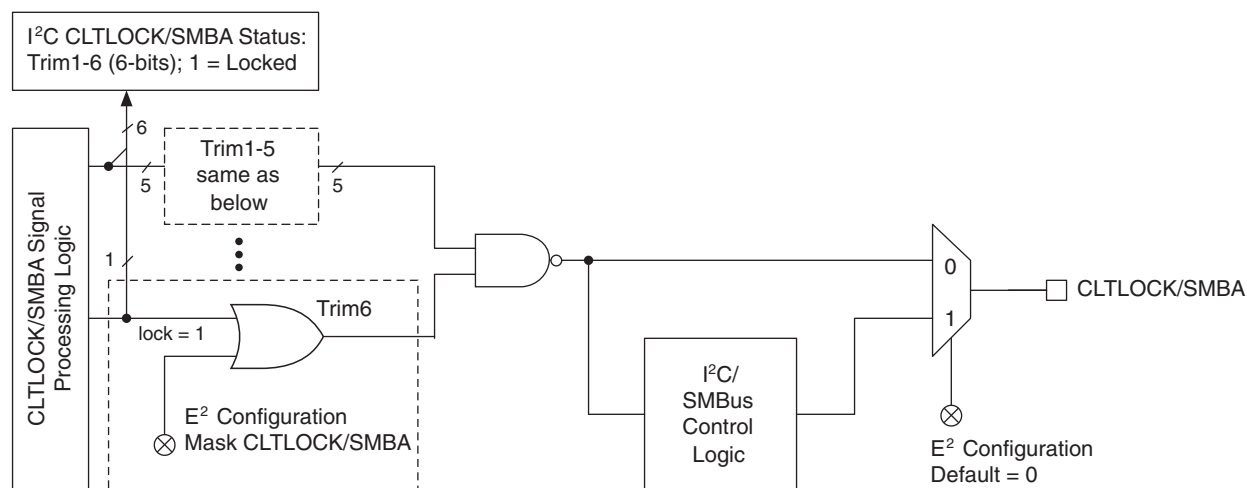 I²C CLTLOCK/SMBA Status:
Trim1-6 (6-bits); 1 = Locked
6
5
Trim1-5
same as
below
5
CLTLOCK/SMBA Signal
Processing Logic
1
Trim6
lock = 1
E² Configuration
Mask CLTLOCK/SMBA
I²C/
SMBus
Control
Logic
0
1
CLTLOCK/SMBA
E² Configuration
Default = 0